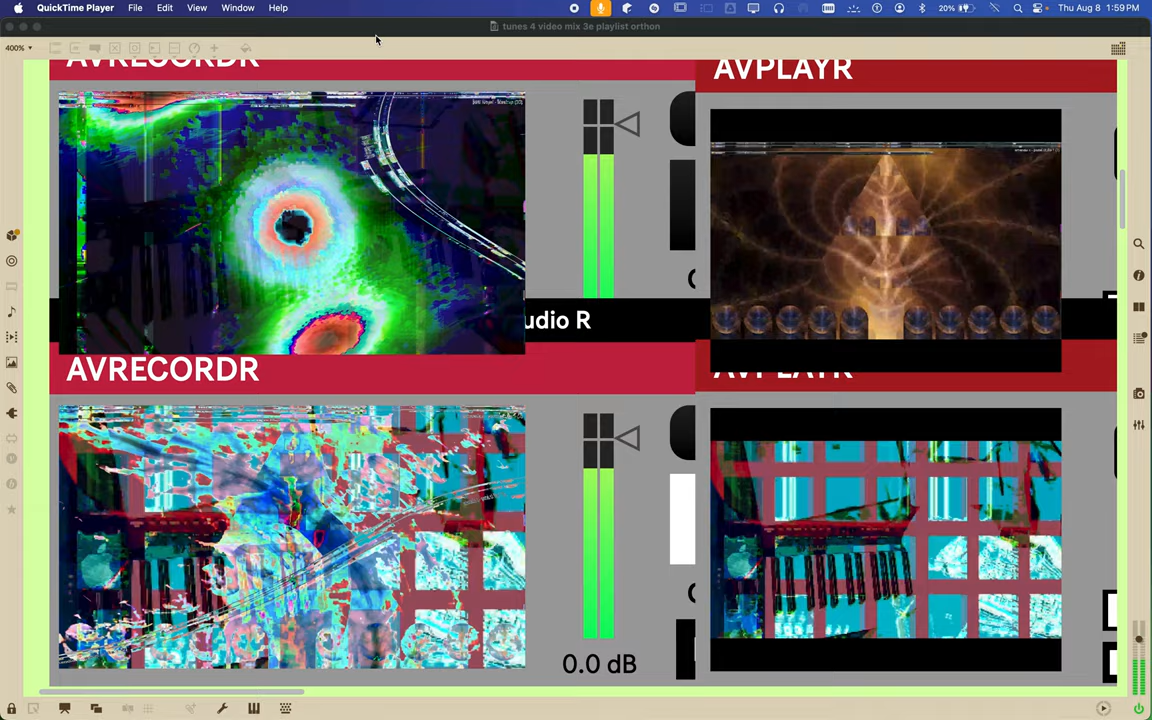 QuickTime Player File Edit View Window Help 20% Thu Aug 8 1:59 PM
tunes 4 video mix 3e playlist orthon
400%
AVRECORDR
AVPLAYR
udio R
AVRECORDR
AVPLAYR
0.0 dB